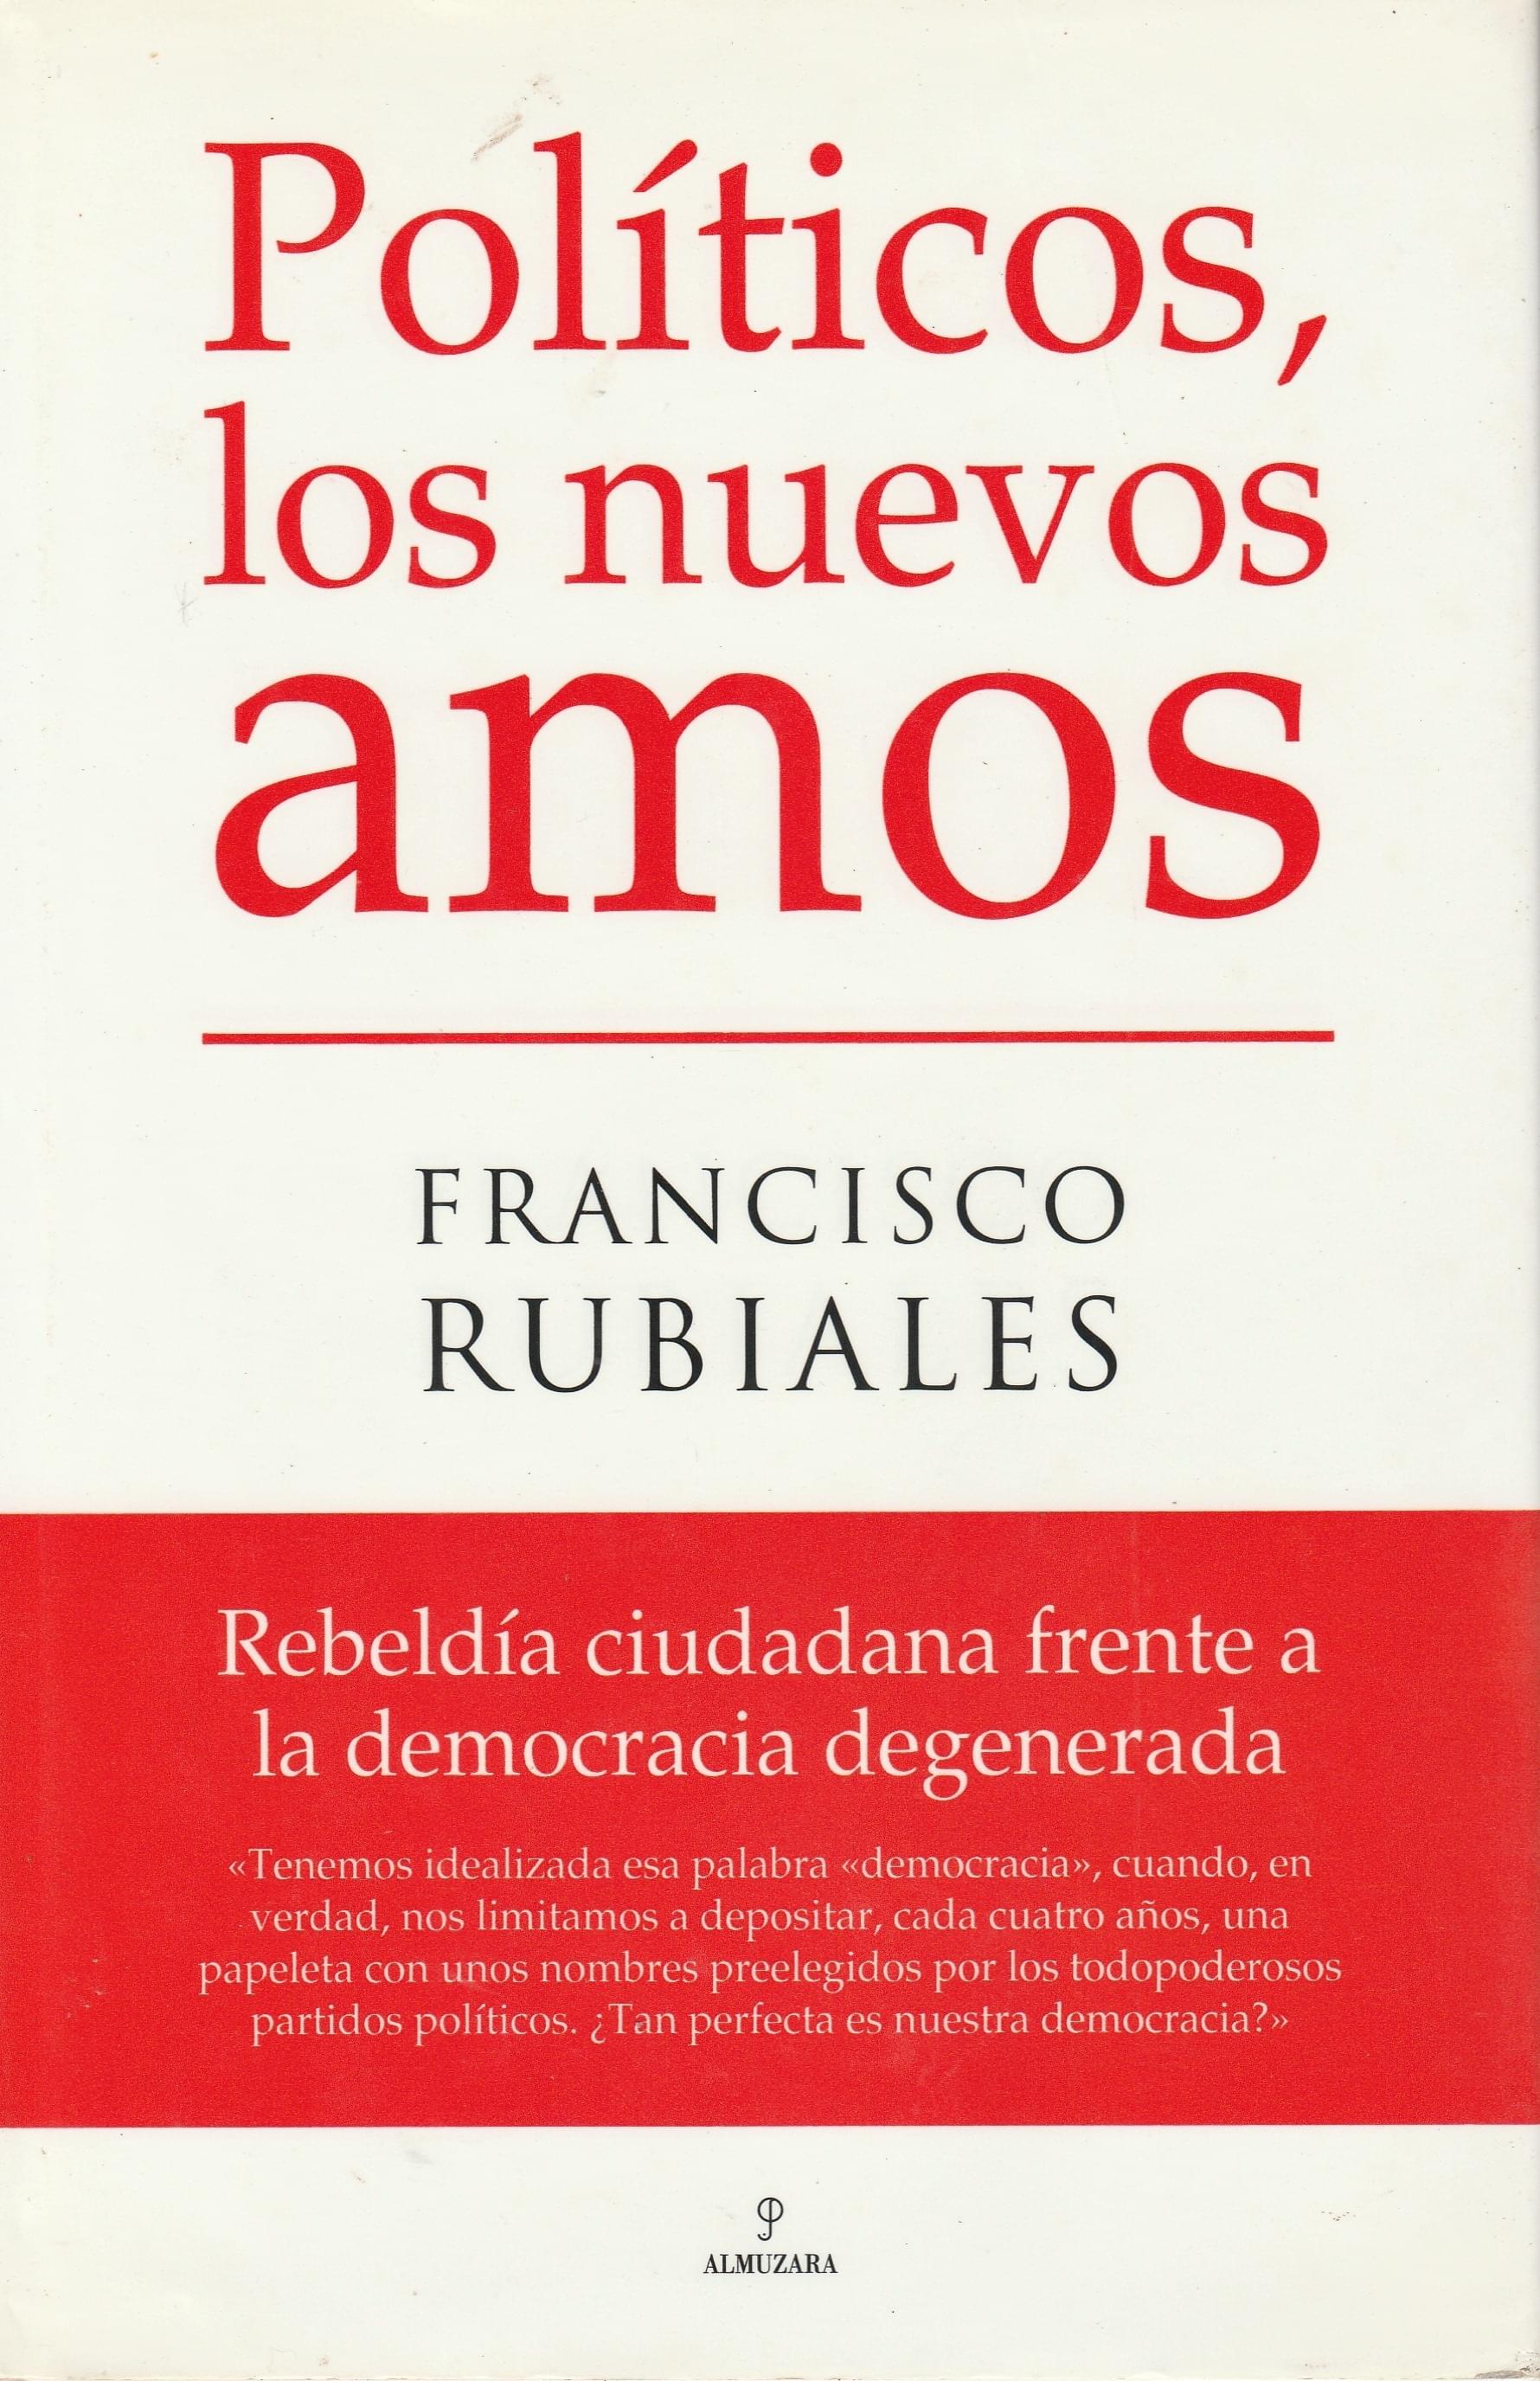 Políticos,
los nuevos
amos
FRANCISCO
RUBIALES
Rebeldía ciudadana frente a
la democracia degenerada
«Tenemos idealizada esa palabra «democracia», cuando, en
verdad, nos limitamos a depositar, cada cuatro años, una
papeleta con unos nombres preelegidos por los todopoderosos
partidos políticos. ¿Tan perfecta es nuestra democracia?»
ALMUZARA